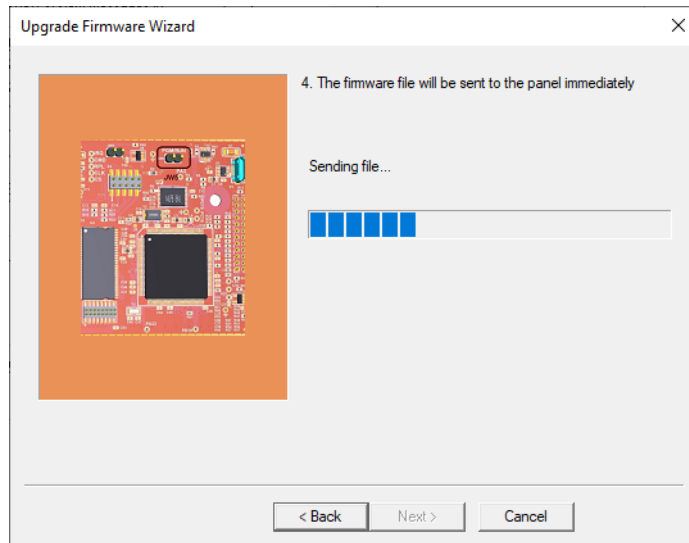 Upgrade Firmware Wizard
4. The firmware file will be sent to the panel immediately
Sending file...
JW5
< Back
Next >
Cancel